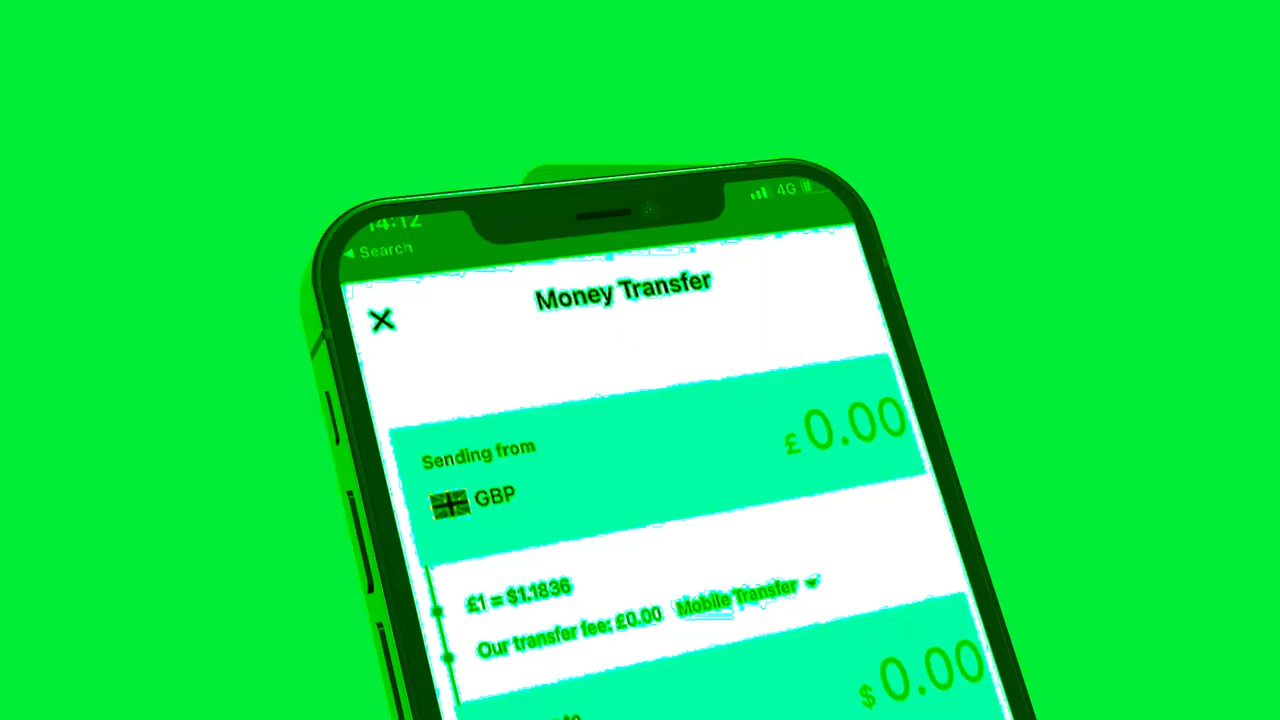 14:12
4G
◀ Search
Money Transfer
Sending from
£0.00
GBP
£1 = $1.1836
Our transfer fee: £0.00 Mobile Transfer
$0.00